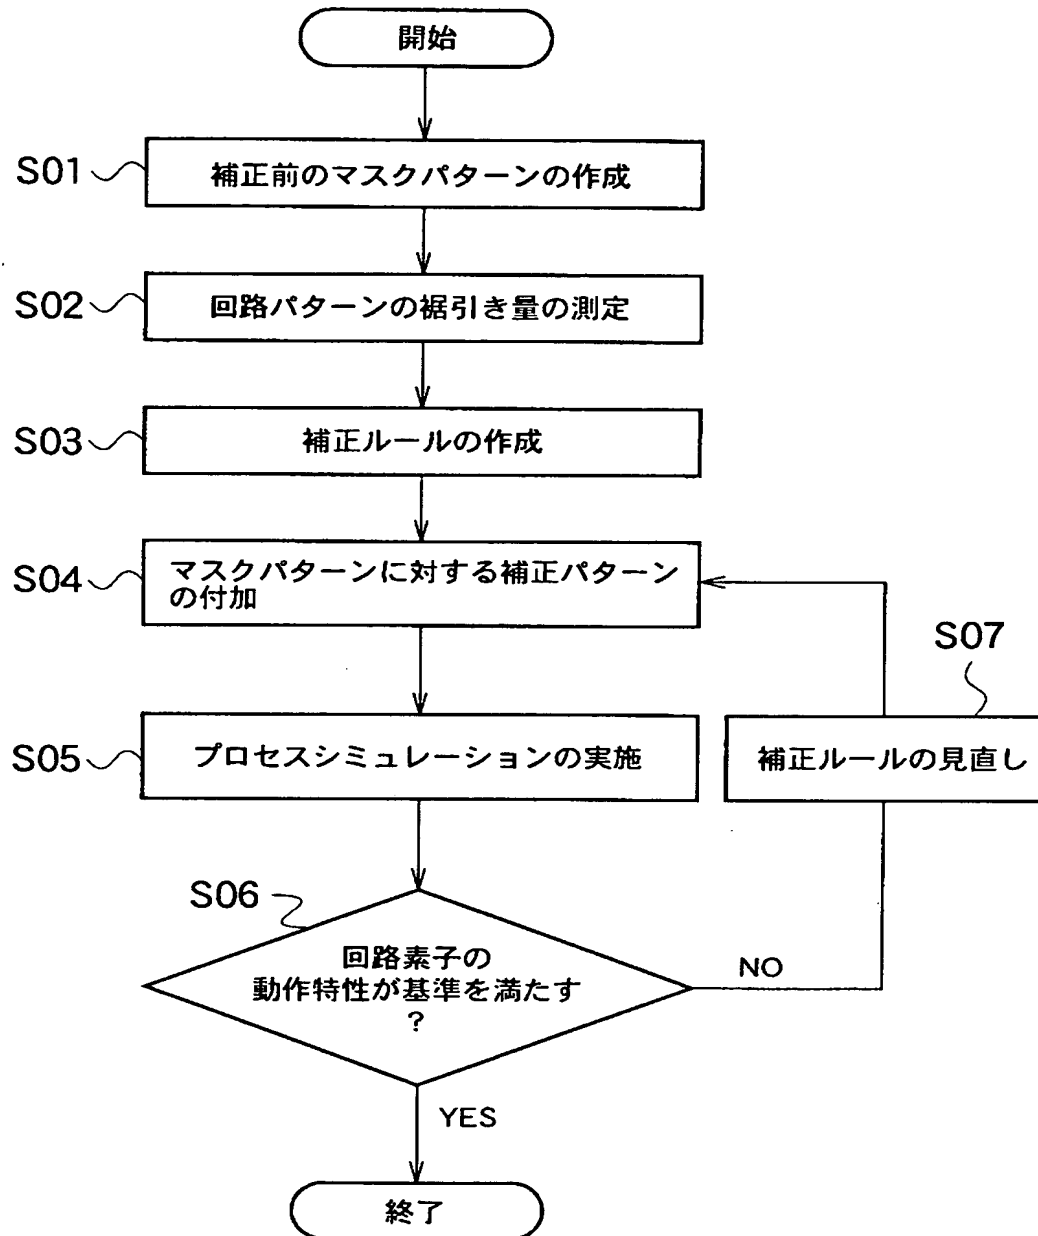 開始
S01
補正前のマスクパターンの作成
S02
回路パターンの裾引き量の測定
S03
補正ルールの作成
S04
マスクパターンに対する補正パターン
の付加
S07
S05
プロセスシミュレーションの実施
補正ルールの見直し
S06
回路素子の
動作特性が基準を満たす
?
NO
YES
終了